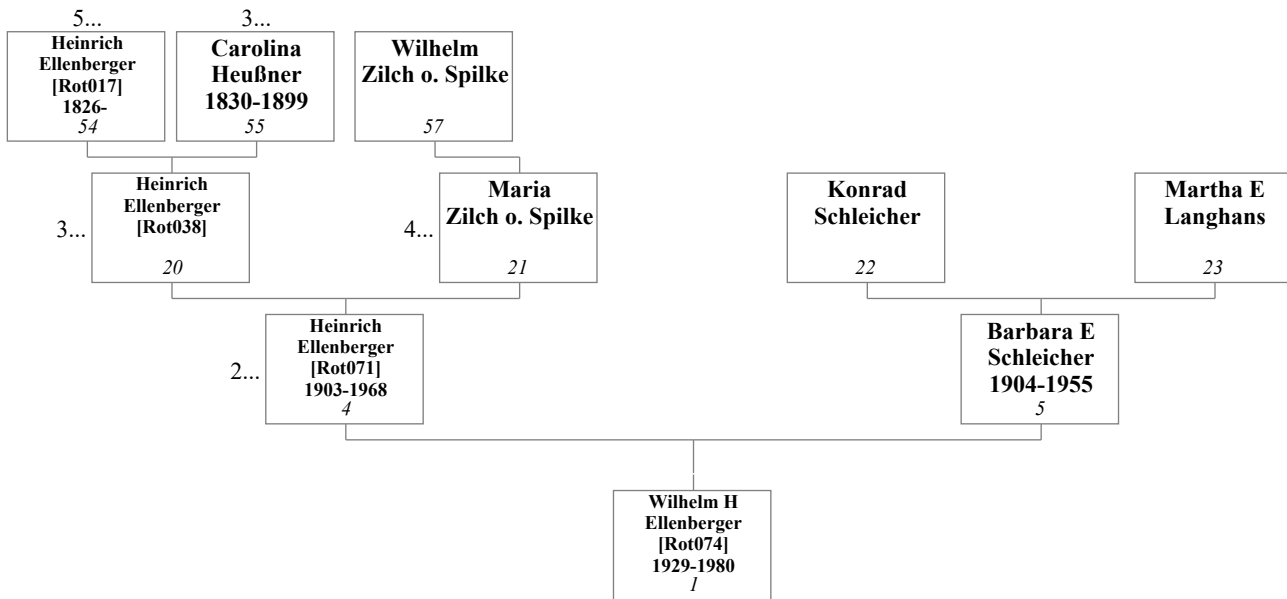 5...
3...
Heinrich
Ellenberger
[Rot017]
1826-
54
Carolina
Heußner
1830-1899
55
Wilhelm
Zilch o. Spilke
57
3...
Heinrich
Ellenberger
[Rot038]
20
4...
Maria
Zilch o. Spilke
21
Konrad
Schleicher
22
Martha E
Langhans
23
2...
Heinrich
Ellenberger
[Rot071]
1903-1968
4
Barbara E
Schleicher
1904-1955
5
Wilhelm H
Ellenberger
[Rot074]
1929-1980
1